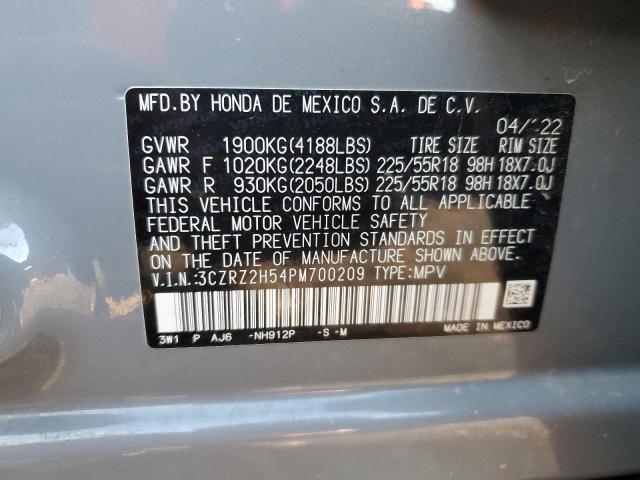 MFD.BY HONDA DE MEXICO S.A. DE C.V.
04/22
GVWR 1900KG(4188LBS) TIRE SIZE RIM SIZE
GAWR F 1020KG(2248LBS) 225/55R18 98H 18X7.0J
GAWR R 930KG(2050LBS) 225/55R18 98H 18X7.0J
THIS VEHICLE CONFORMS TO ALL APPLICABLE
FEDERAL MOTOR VEHICLE SAFETY
AND THEFT PREVENTION STANDARDS IN EFFECT
ON THE DATE OF MANUFACTURE SHOWN ABOVE.
V.I.N.:3CZRZ2H54PM700209 TYPE:MPV
3W1 P AJ6 -NH912P -S -M
MADE IN MEXICO